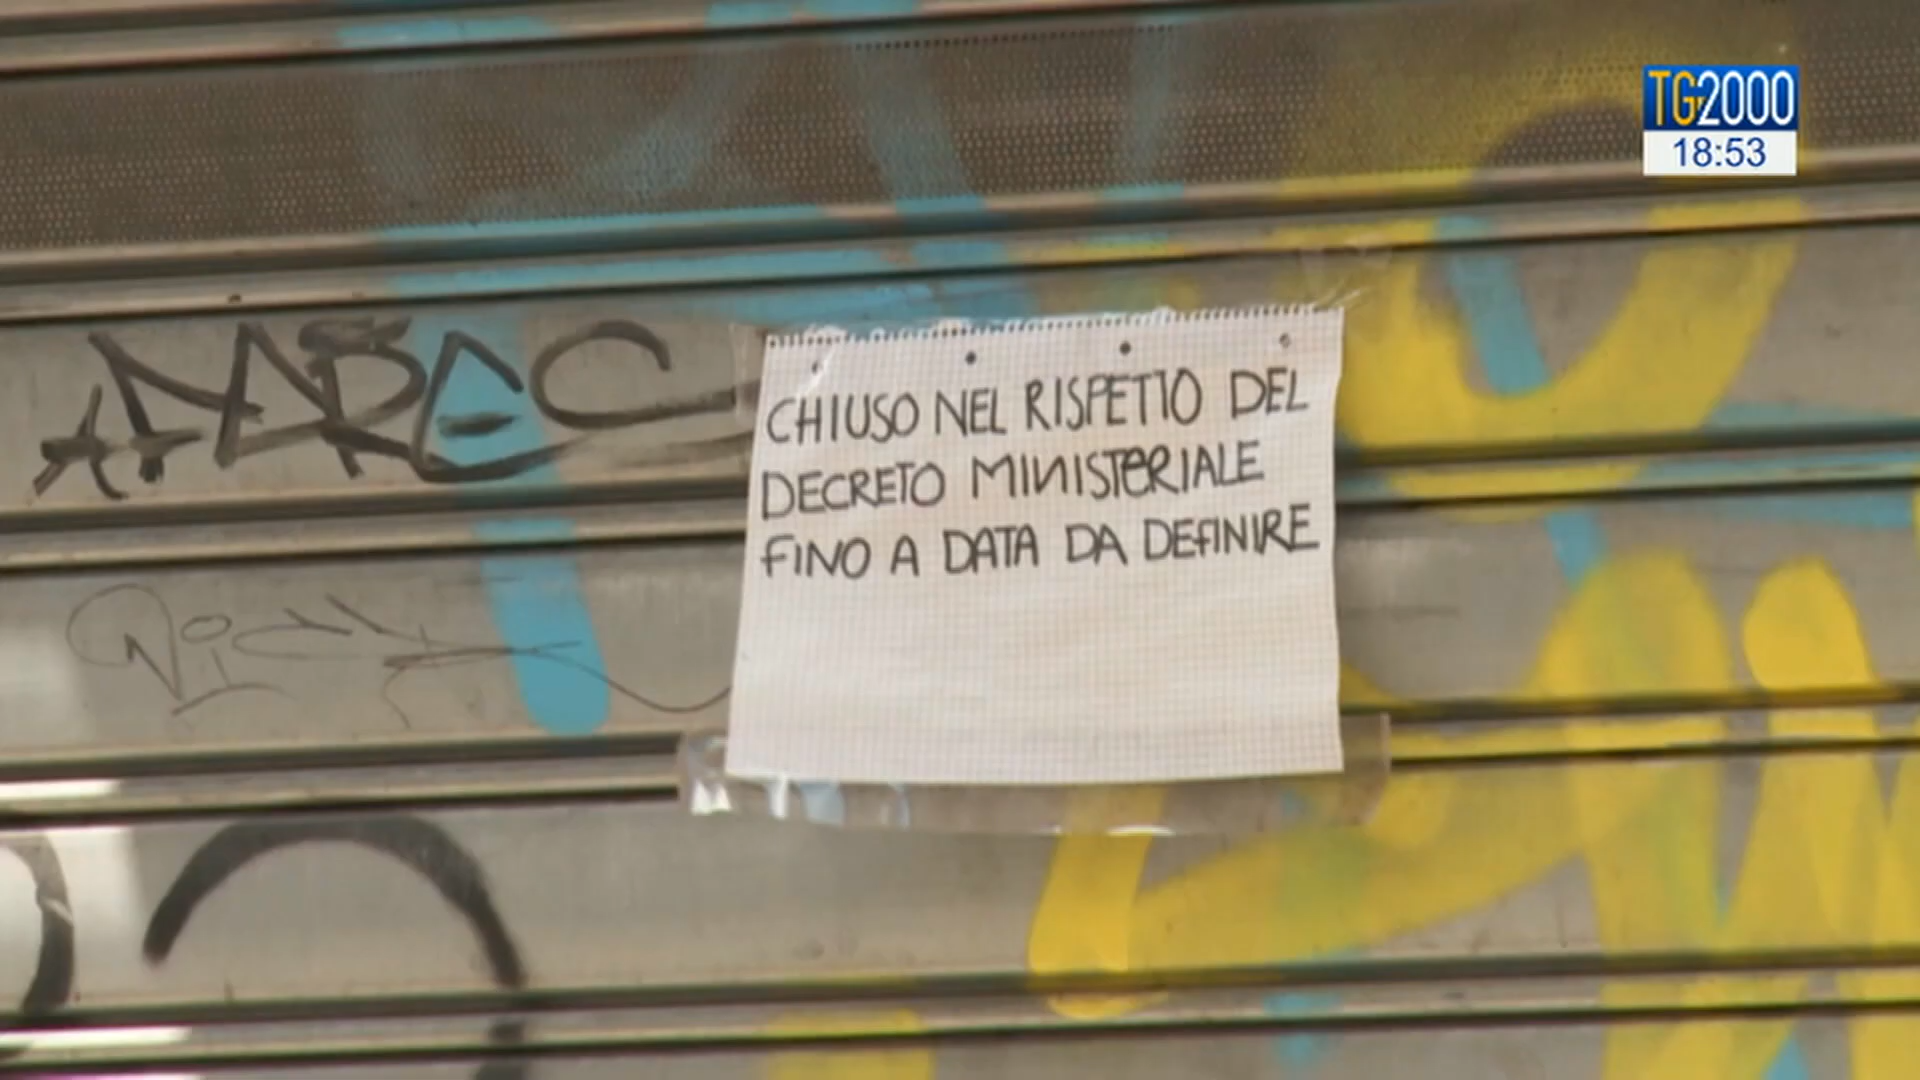 TG2000
18:53
CHIUSO NEL RISPETTO DEL
DECRETO MINISTERIALE
FINO A DATA DA DEFINIRE